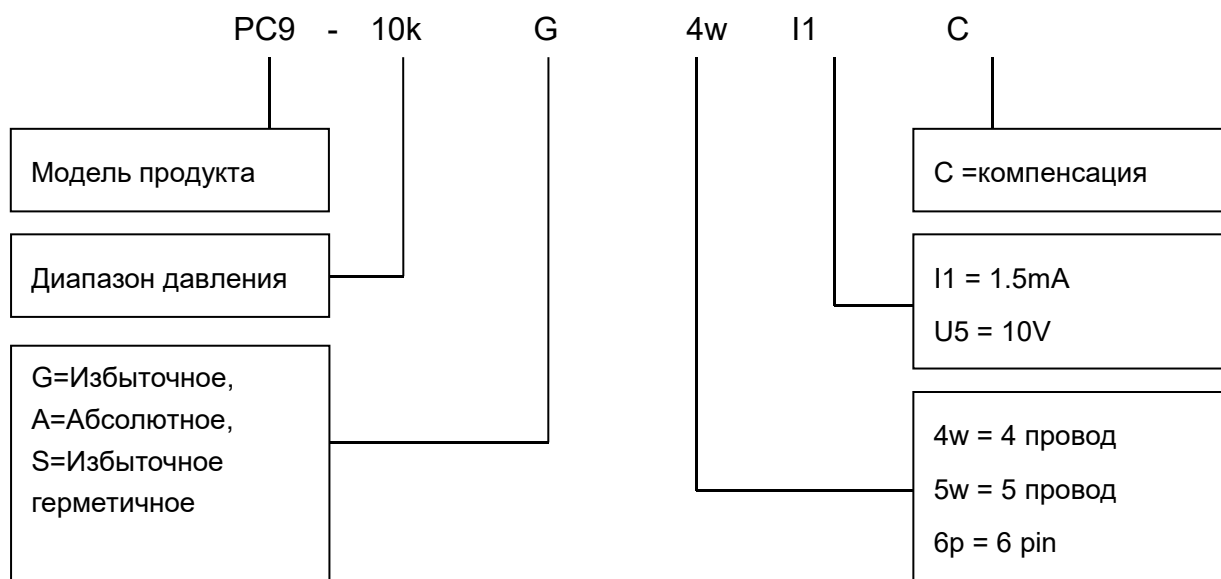 PC9 - 10k G 4w I1 C
Модель продукта
Диапазон давления
G=Избыточное,
A=Абсолютное,
S=Избыточное
герметичное
C =компенсация
I1 = 1.5mA
U5 = 10V
4w = 4 провод
5w = 5 провод
6p = 6 pin